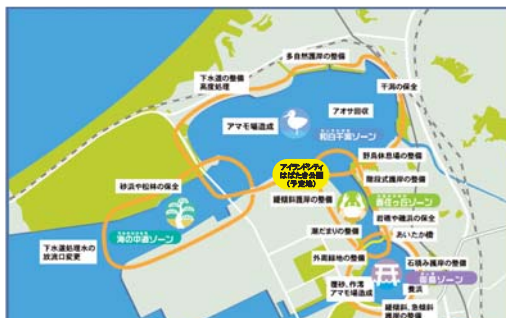 多自然護岸の整備
下水道の整備
高度処理
干潟の保全
アオサ回収
アマモ場造成
和白干潟ゾーン
野鳥休息場の整備
アイランドシティ
はばたき公園
(予定地)
階段式護岸の整備
砂浜や松林の保全
緩傾斜護岸の整備
香住ヶ丘ゾーン
岩礁や磯浜の保全
海の中道ゾーン
潮だまりの整備
あいたか橋
下水道処理水の
放流口変更
外周緑地の整備
石積み護岸の整備
御島ゾーン
覆砂、作澪
アマモ場造成
養浜
緩傾斜、急傾斜
護岸の整備